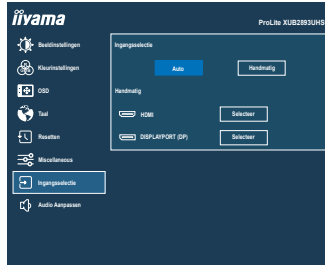 iiyama
ProLite XUB2893UHS
Beeldinstellingen
Kleurinstellingen
OSD
Taal
Resetten
Miscellaneous
Ingangsselectie
Audio Aanpassen
Ingangsselectie
Auto
Handmatig
Handmatig
HDMI
Selecteer
DISPLAYPORT (DP)
Selecteer